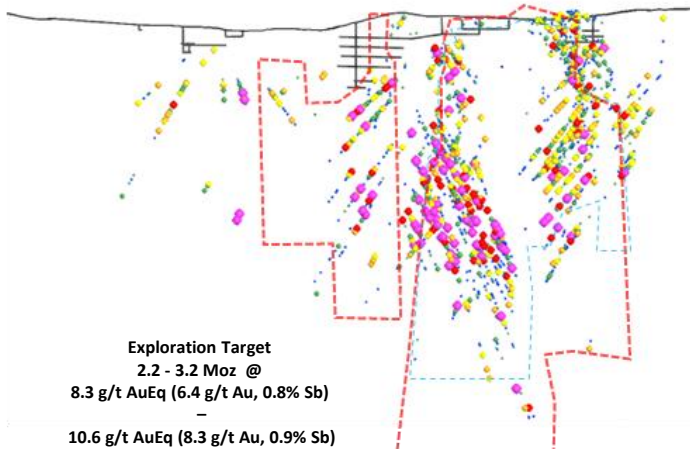 Exploration Target
2.2 - 3.2 Moz @
8.3 g/t AuEq (6.4 g/t Au, 0.8% Sb)
–
10.6 g/t AuEq (8.3 g/t Au, 0.9% Sb)